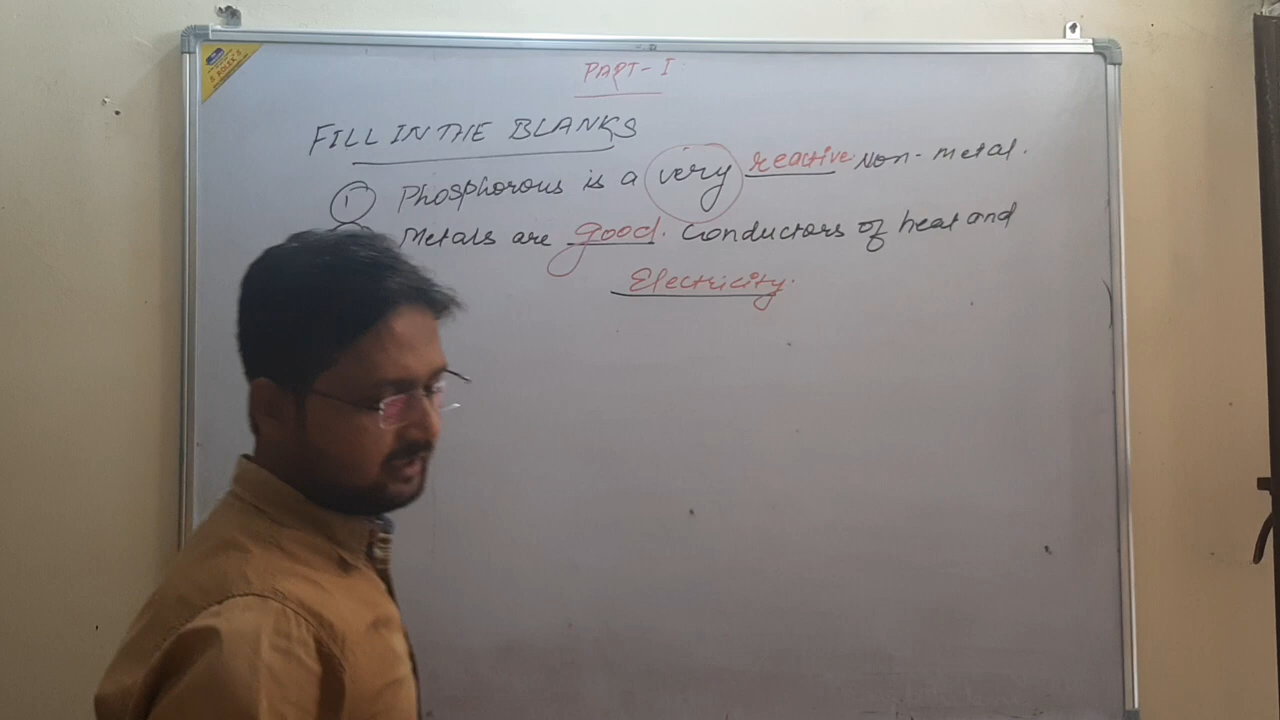 PART-I
FILL IN THE BLANKS
1 Phosphorous is a very reactive Non-metal.
Metals are good. Conductors of heat and
Electricity.